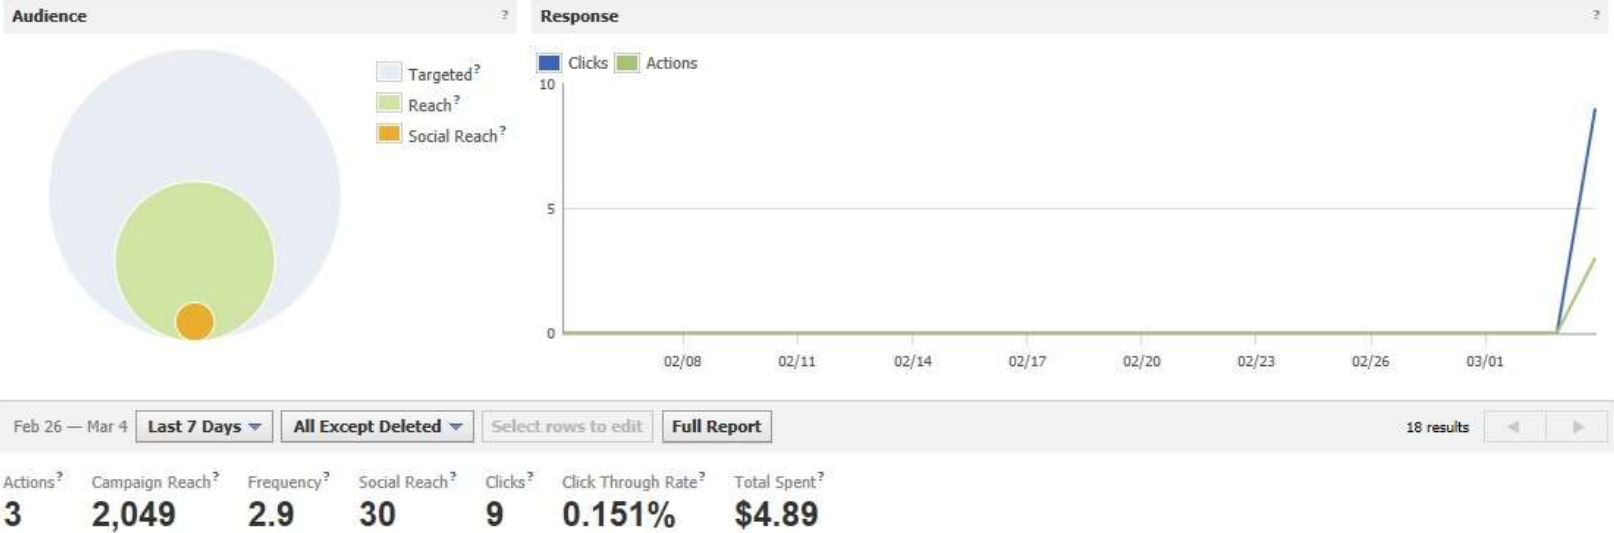 Audience ?
Response ?
Targeted?
Reach?
Social Reach?
Clicks Actions
10
5
0
02/08 02/11 02/14 02/17 02/20 02/23 02/26 03/01
Feb 26 — Mar 4 Last 7 Days All Except Deleted Select rows to edit Full Report 18 results
Actions? Campaign Reach? Frequency? Social Reach? Clicks? Click Through Rate? Total Spent?
3 2,049 2.9 30 9 0.151% $4.89